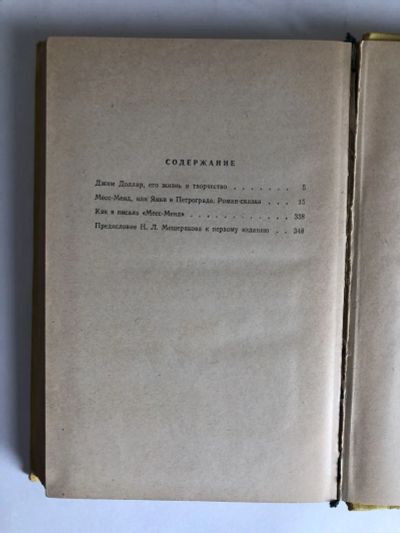 СОДЕРЖАНИЕ
Джим Доллар, его жизнь и творчество . . . . . . . 5
Месс-Менд, или Янки в Петрограде. Роман-сказка . . . 15
Как я писала «Месс-Менд» . . . . . . . . . . . 338
Предисловие Н. Л. Мещерякова к первому изданию . . 348